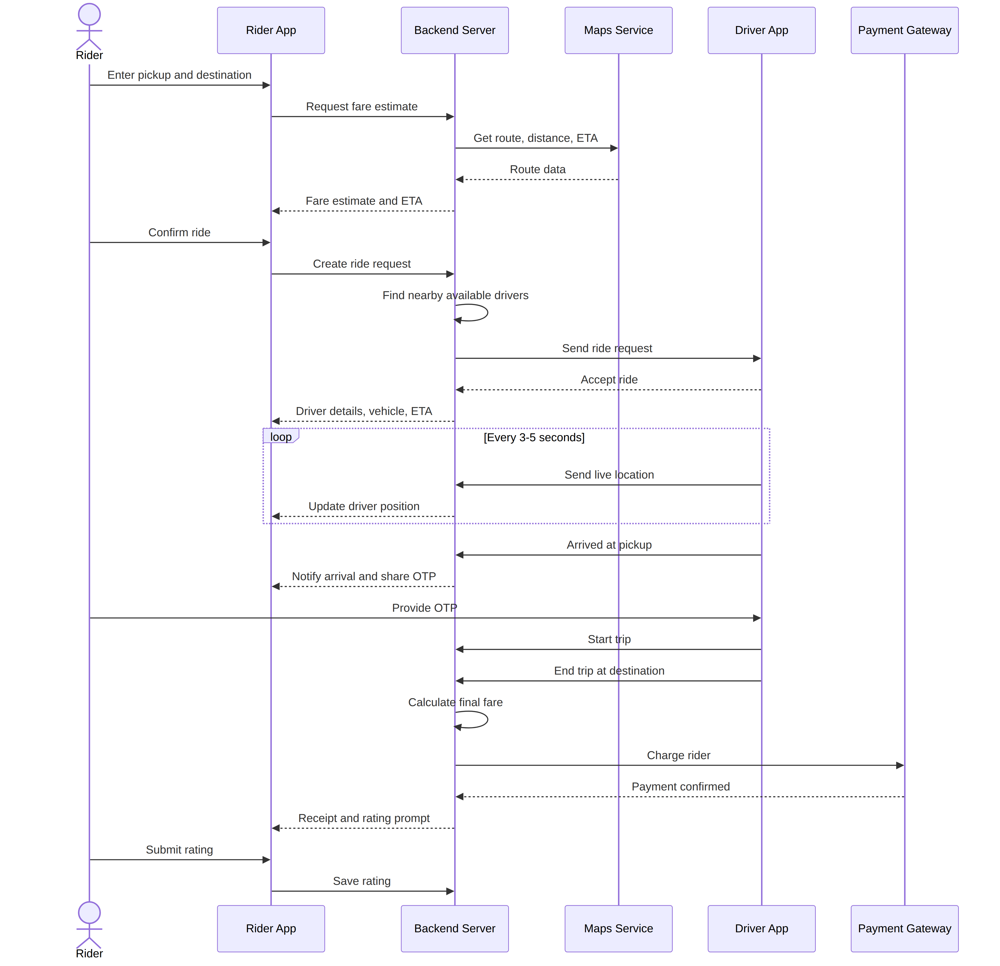 Rider
Rider App
Backend Server
Maps Service
Driver App
Payment Gateway
Enter pickup and destination
Request fare estimate
Get route, distance, ETA
Route data
Fare estimate and ETA
Confirm ride
Create ride request
Find nearby available drivers
Send ride request
Accept ride
Driver details, vehicle, ETA
loop
[Every 3-5 seconds]
Send live location
Update driver position
Arrived at pickup
Notify arrival and share OTP
Provide OTP
Start trip
End trip at destination
Calculate final fare
Charge rider
Payment confirmed
Receipt and rating prompt
Submit rating
Save rating
Rider
Rider App
Backend Server
Maps Service
Driver App
Payment Gateway